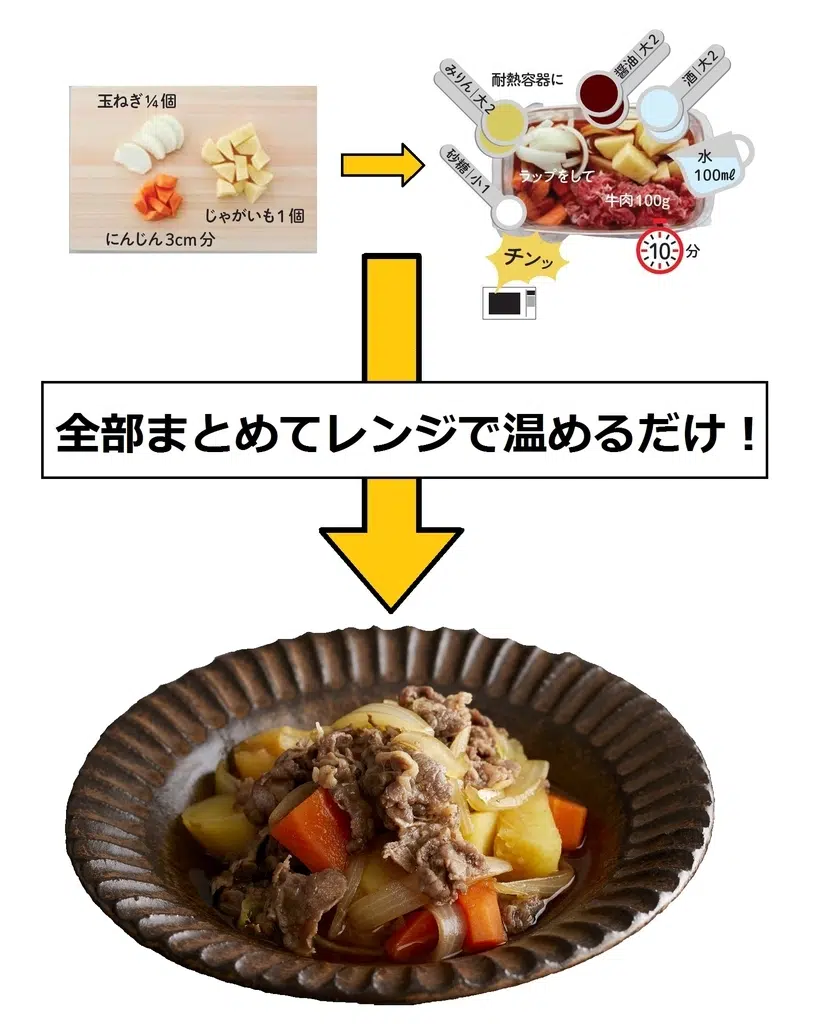 玉ねぎ¼個
じゃがいも1個
にんじん3cm分
耐熱容器に
みりん|大2
醤油|大2
酒|大2
砂糖|小1
水
100mℓ
ラップをして
牛肉100g
チンッ
10分
全部まとめてレンジで温めるだけ！